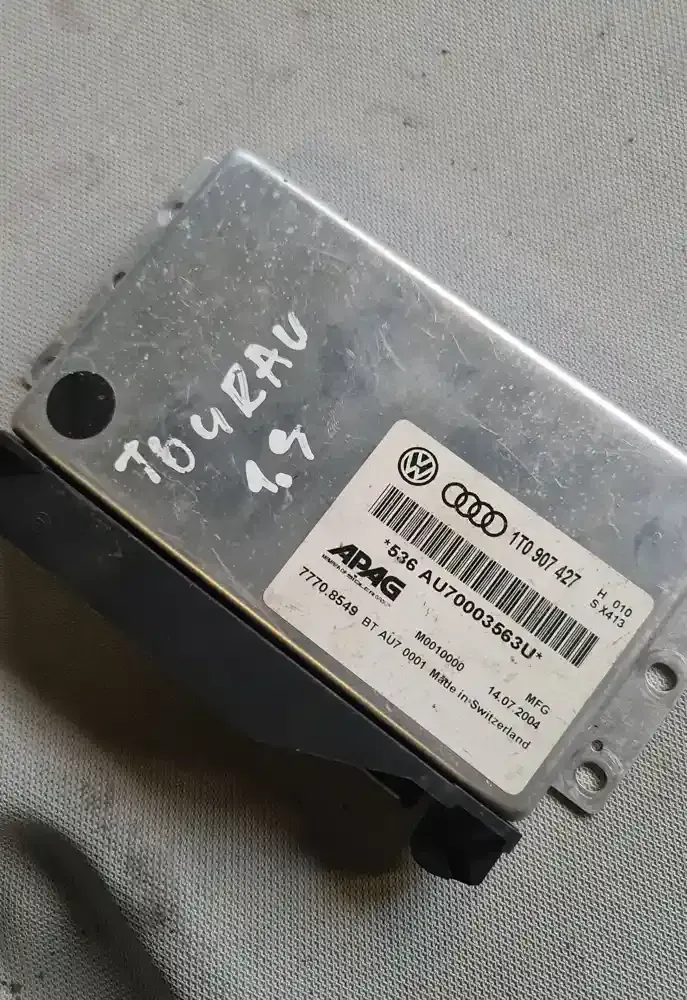 TOURAU
1.9
1T0 907 427
H 010
S X413
*536 AU70003563U*
APAG
7770.8549 BT AU7 0001 Made in Switzerland
M0010000 14.07.2004 MFG